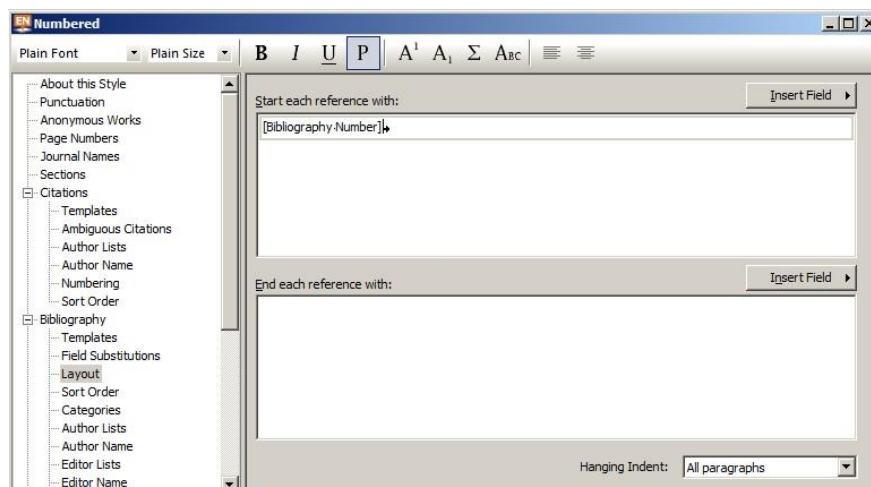 EN Numbered
Plain Font Plain Size B I U P A¹ A₁ Σ ABC
About this Style
Punctuation
Anonymous Works
Page Numbers
Journal Names
Sections
Citations
Templates
Ambiguous Citations
Author Lists
Author Name
Numbering
Sort Order
Bibliography
Templates
Field Substitutions
Layout
Sort Order
Categories
Author Lists
Author Name
Editor Lists
Editor Name
Start each reference with: Insert Field
[Bibliography·Number]
End each reference with: Insert Field
Hanging Indent: All paragraphs